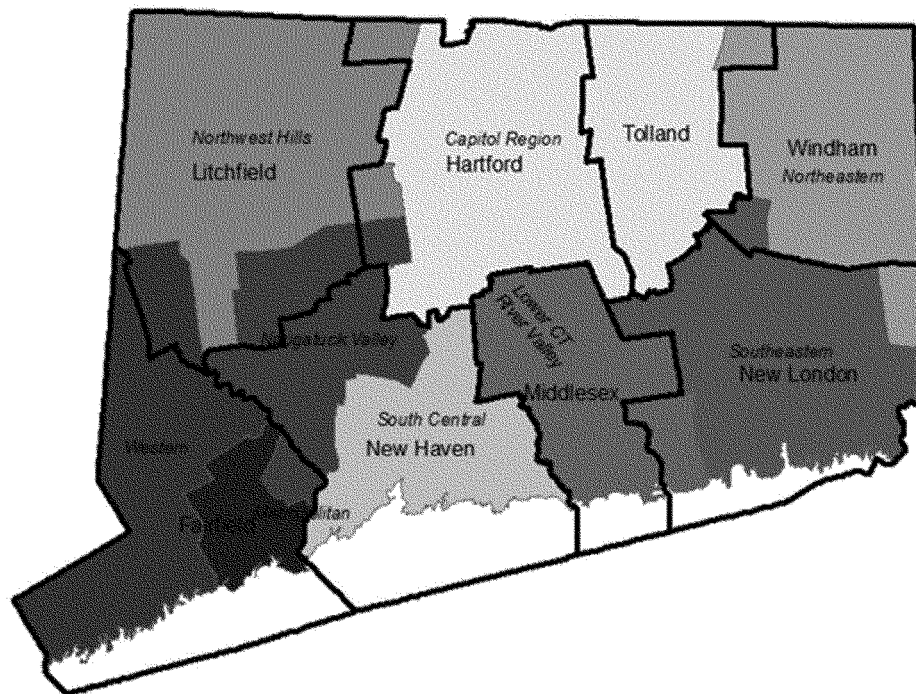 Northwest Hills
Litchfield
Capitol Region
Hartford
Tolland
Windham
Northeastern
Lower CT
River Valley
Middlesex
Naugatuck Valley
Southeastern
New London
South Central
New Haven
Western
Fairfield